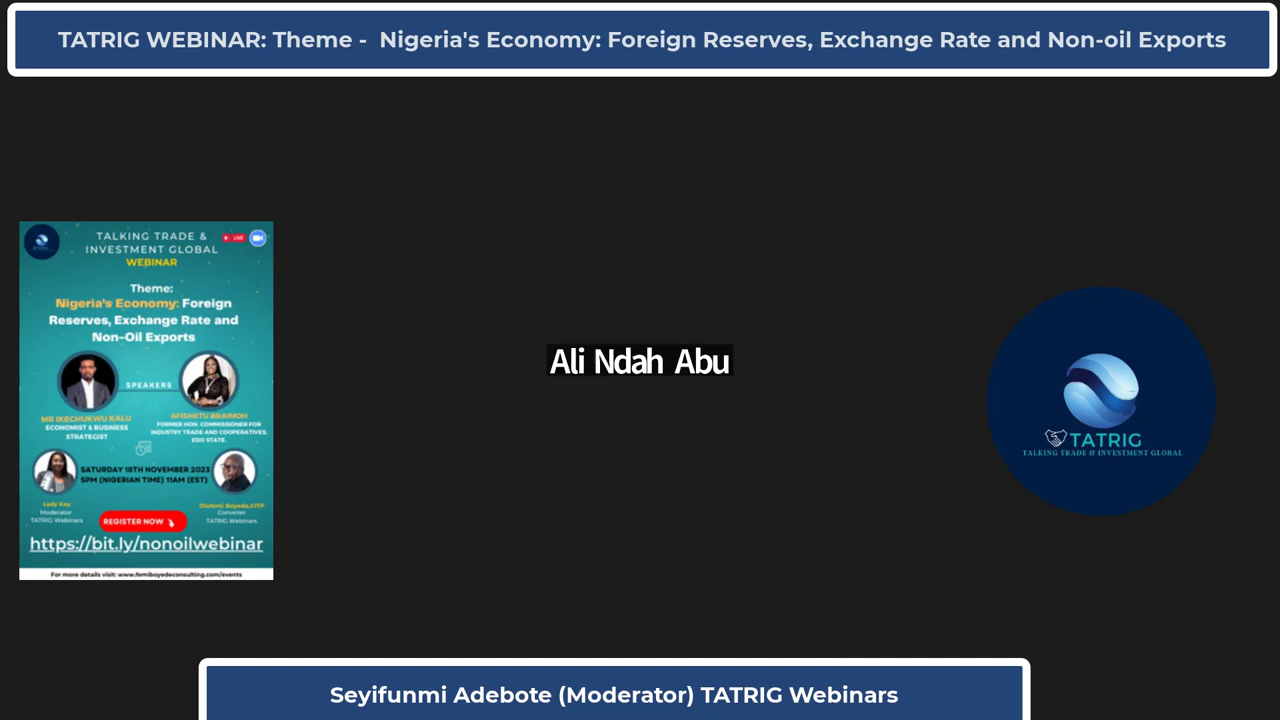 TATRIG WEBINAR: Theme - Nigeria's Economy: Foreign Reserves, Exchange Rate and Non-oil Exports
TALKING TRADE &
INVESTMENT GLOBAL
WEBINAR
LIVE
Theme:
Nigeria's Economy: Foreign
Reserves, Exchange Rate and
Non-Oil Exports
SPEAKERS
MR IKECHUKWU KALU
ECONOMIST & BUSINESS
STRATEGIST
AFISHETU BRAIMOH
FORMER HON. COMMISSIONER FOR
INDUSTRY TRADE AND COOPERATIVES,
EDO STATE.
SATURDAY 18TH NOVEMBER 2023
5PM (NIGERIAN TIME) 11AM (EST)
Lady Kay
Moderator
TATRIG Webinars
Olufemi Boyede,CITP
Convener
TATRIG Webinars
REGISTER NOW
https://bit.ly/nonoilwebinar
For more details visit: www.femiboyedeconsulting.com/events
Ali Ndah Abu
TATRIG
TALKING TRADE & INVESTMENT GLOBAL
Seyifunmi Adebote (Moderator) TATRIG Webinars